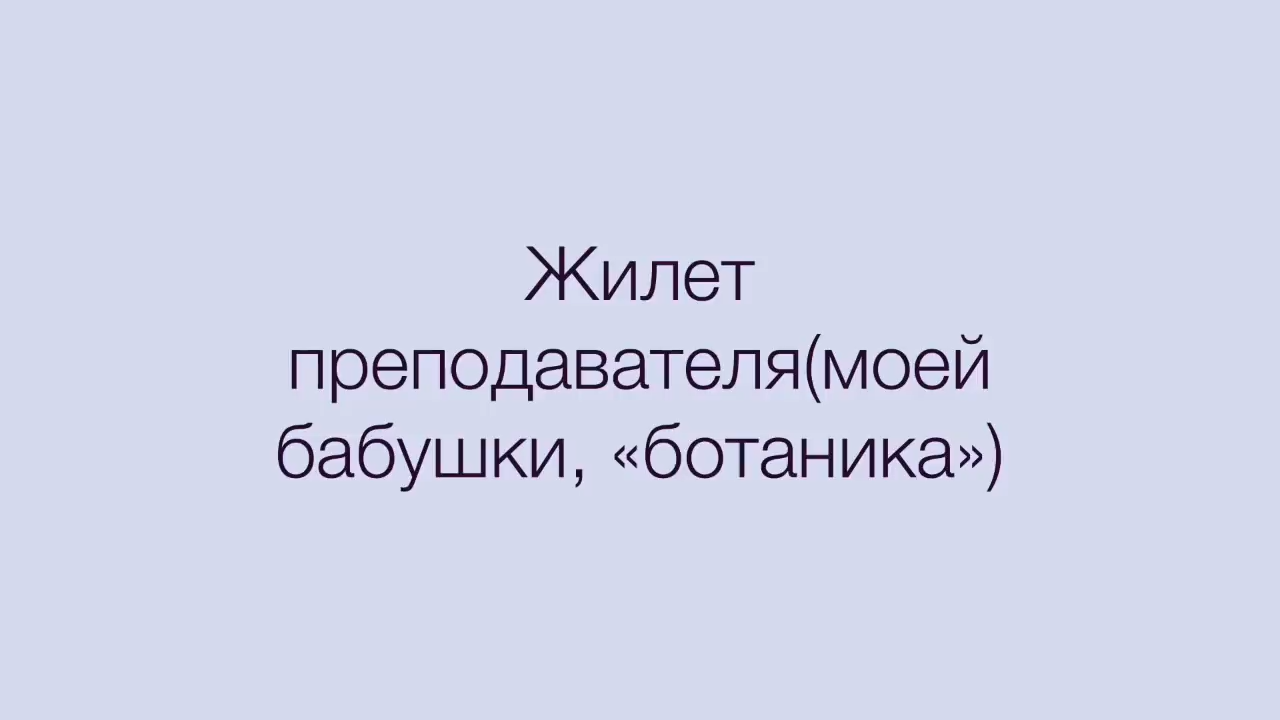 Жилет
преподавателя(моей
бабушки, «ботаника»)